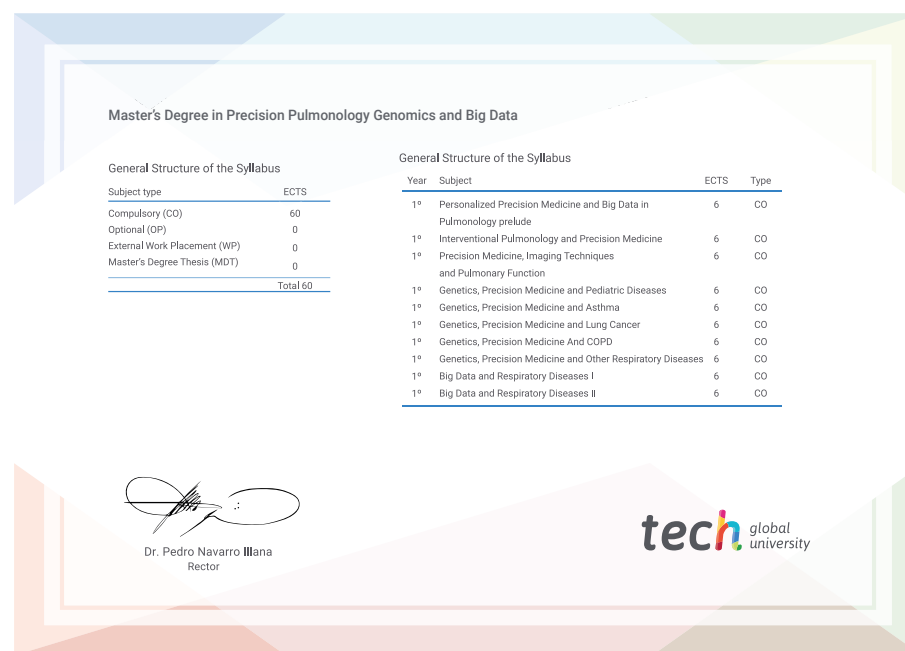 Master's Degree in Precision Pulmonology Genomics and Big Data
General Structure of the Syllabus
Subject type ECTS
Compulsory (CO) 60
Optional (OP) 0
External Work Placement (WP) 0
Master's Degree Thesis (MDT) 0
Total 60
General Structure of the Syllabus
Year Subject ECTS Type
1º Personalized Precision Medicine and Big Data in 6 CO
Pulmonology prelude
1º Interventional Pulmonology and Precision Medicine 6 CO
1º Precision Medicine, Imaging Techniques 6 CO
and Pulmonary Function
1º Genetics, Precision Medicine and Pediatric Diseases 6 CO
1º Genetics, Precision Medicine and Asthma 6 CO
1º Genetics, Precision Medicine and Lung Cancer 6 CO
1º Genetics, Precision Medicine And COPD 6 CO
1º Genetics, Precision Medicine and Other Respiratory Diseases 6 CO
1º Big Data and Respiratory Diseases I 6 CO
1º Big Data and Respiratory Diseases II 6 CO
Dr. Pedro Navarro Illana
Rector
tech global
university